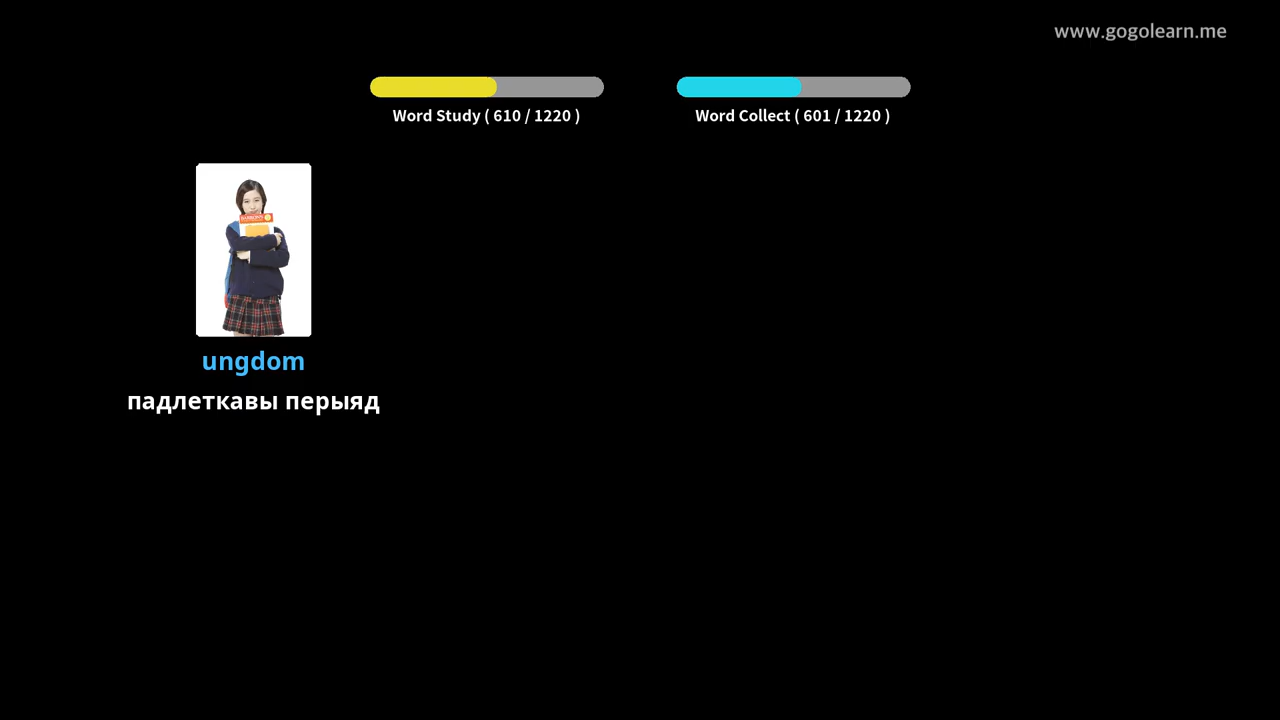 www.gogolearn.me
Word Study ( 610 / 1220 )
Word Collect ( 601 / 1220 )
ungdom
падлеткавы перыяд